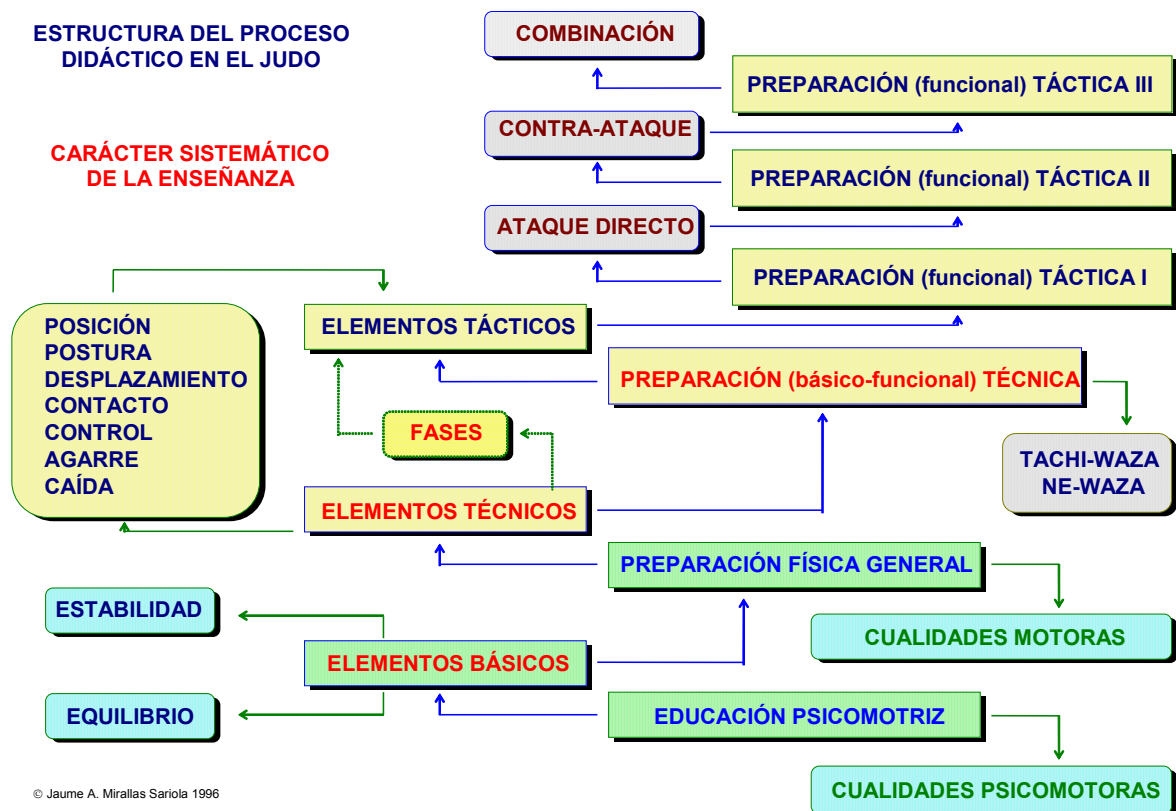 ESTRUCTURA DEL PROCESO
DIDÁCTICO EN EL JUDO
CARÁCTER SISTEMÁTICO
DE LA ENSEÑANZA
COMBINACIÓN
PREPARACIÓN (funcional) TÁCTICA III
CONTRA-ATAQUE
PREPARACIÓN (funcional) TÁCTICA II
ATAQUE DIRECTO
PREPARACIÓN (funcional) TÁCTICA I
POSICIÓN
POSTURA
DESPLAZAMIENTO
CONTACTO
CONTROL
AGARRE
CAÍDA
ELEMENTOS TÁCTICOS
PREPARACIÓN (básico-funcional) TÉCNICA
FASES
TACHI-WAZA
NE-WAZA
ELEMENTOS TÉCNICOS
PREPARACIÓN FÍSICA GENERAL
ESTABILIDAD
CUALIDADES MOTORAS
ELEMENTOS BÁSICOS
EQUILIBRIO
EDUCACIÓN PSICOMOTRIZ
CUALIDADES PSICOMOTORAS
© Jaume A. Mirallas Sariola 1996